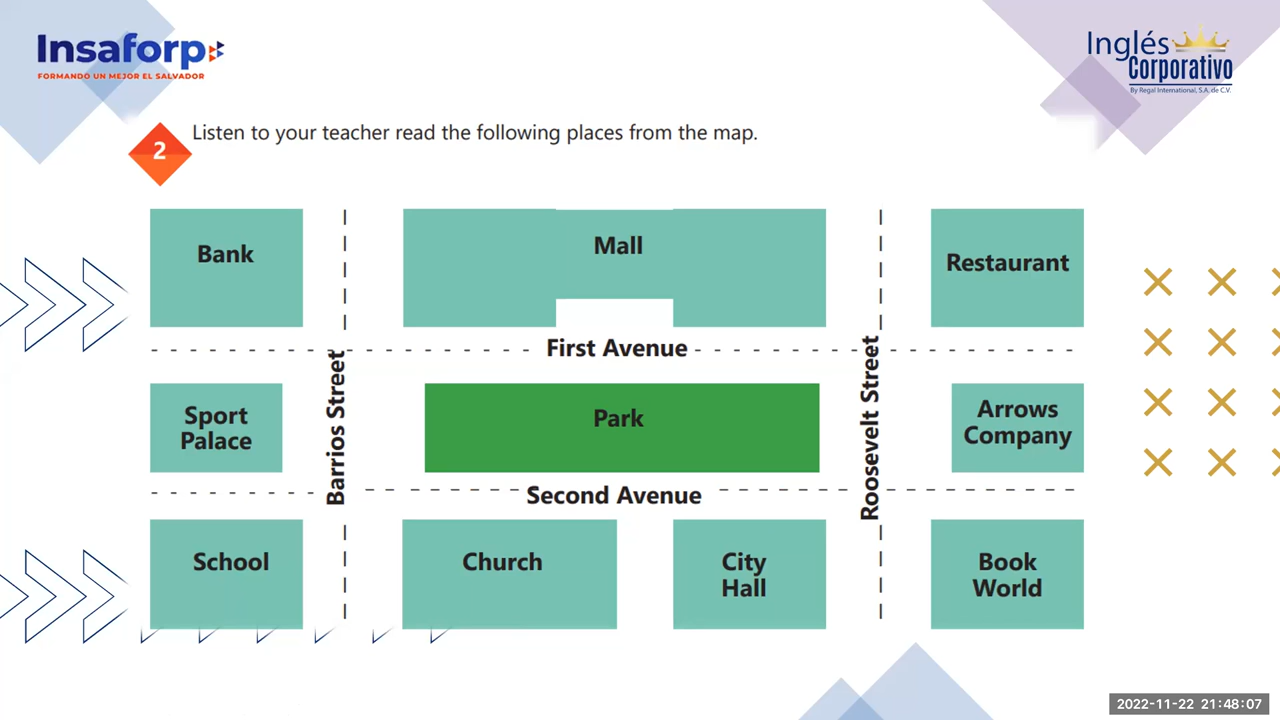 Insaforp
FORMANDO UN MEJOR EL SALVADOR
Inglés
Corporativo
By Regal International, S.A. de C.V.
2
Listen to your teacher read the following places from the map.
Bank
Mall
Restaurant
First Avenue
Barrios Street
Roosevelt Street
Sport
Palace
Park
Arrows
Company
Second Avenue
School
Church
City
Hall
Book
World
2022-11-22 21:48:07